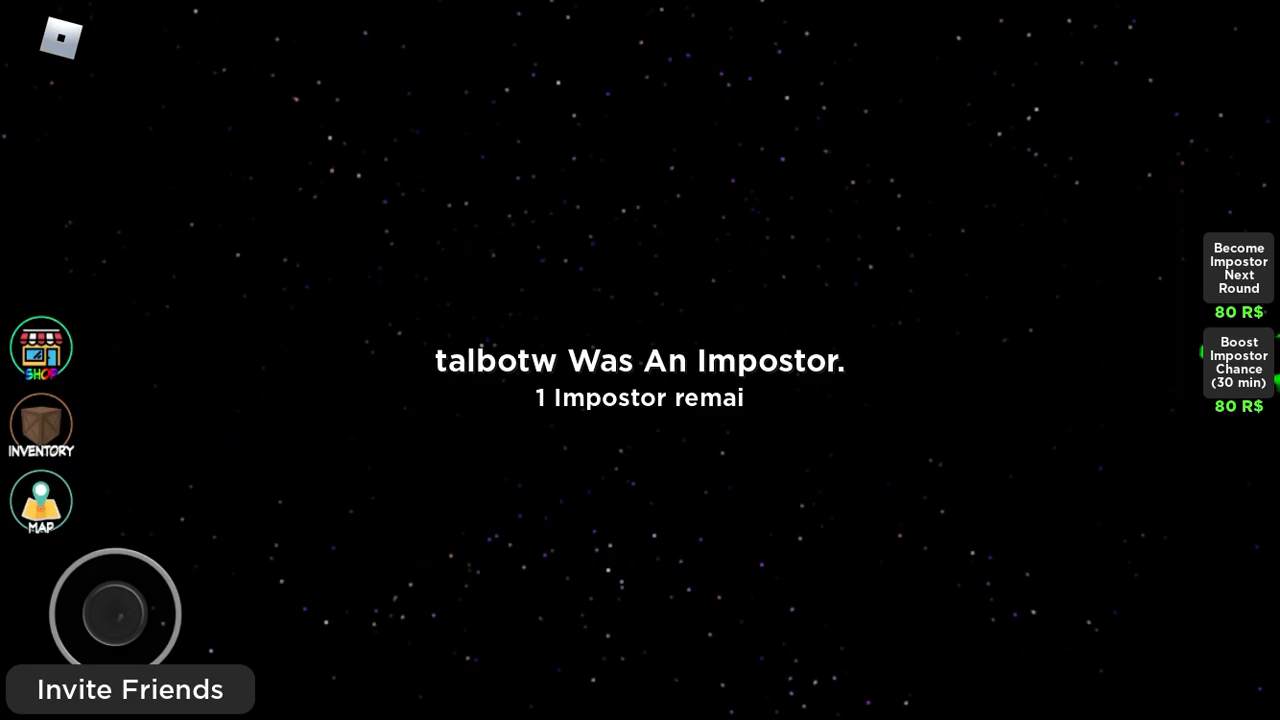 Become
Impostor
Next
Round
80 R$
Boost
Impostor
Chance
(30 min)
80 R$
SHOP
INVENTORY
MAP
talbotw Was An Impostor.
1 Impostor remai
Invite Friends